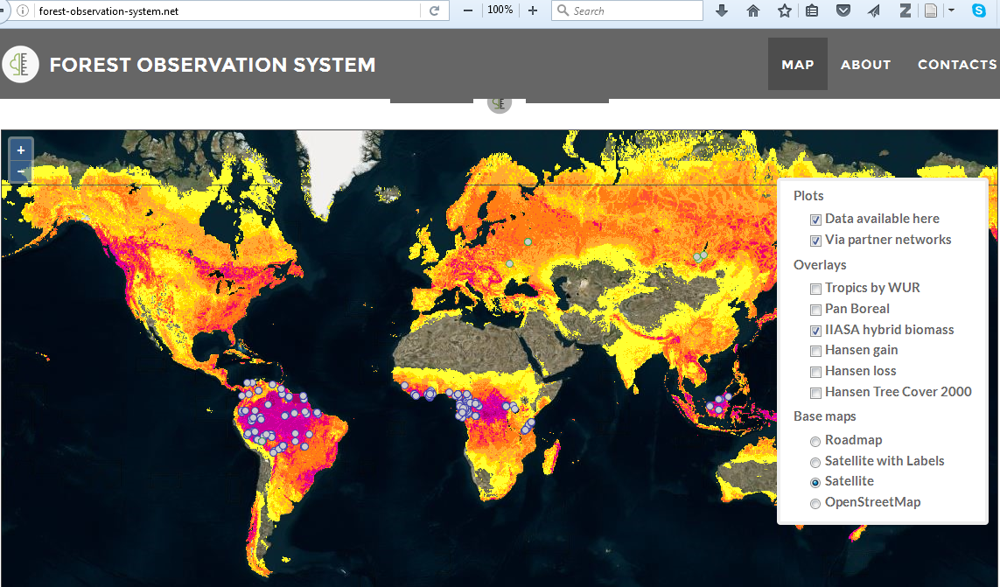 forest-observation-system.net
100%
Search
FOREST OBSERVATION SYSTEM
MAP
ABOUT
CONTACTS
+
−
Plots
Data available here
Via partner networks
Overlays
Tropics by WUR
Pan Boreal
IIASA hybrid biomass
Hansen gain
Hansen loss
Hansen Tree Cover 2000
Base maps
Roadmap
Satellite with Labels
Satellite
OpenStreetMap